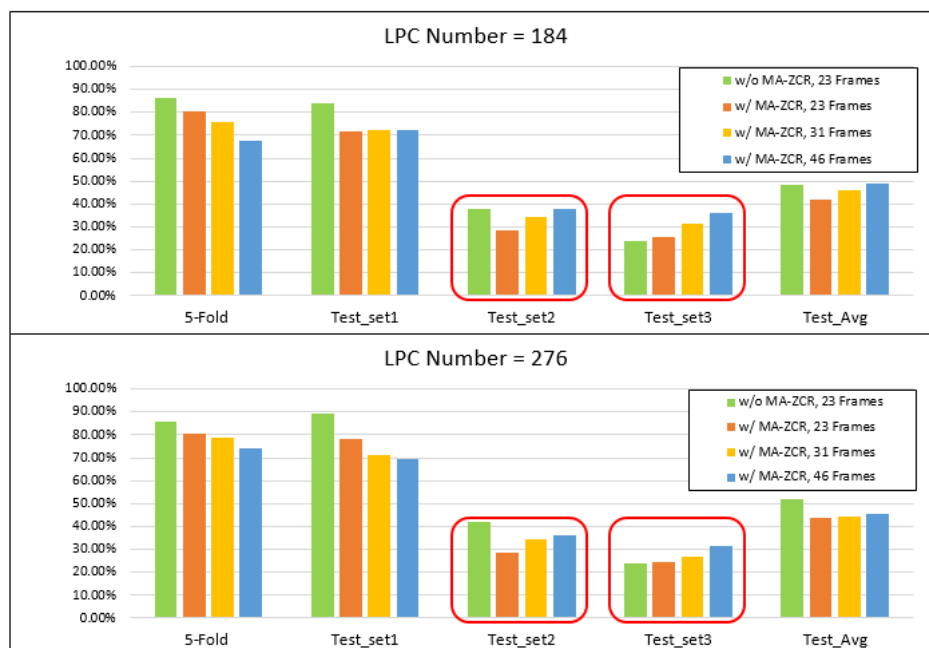 LPC Number = 184
100.00%
90.00%
80.00%
70.00%
60.00%
50.00%
40.00%
30.00%
20.00%
10.00%
0.00%
w/o MA-ZCR, 23 Frames
w/ MA-ZCR, 23 Frames
w/ MA-ZCR, 31 Frames
w/ MA-ZCR, 46 Frames
5-Fold Test_set1 Test_set2 Test_set3 Test_Avg
LPC Number = 276
100.00%
90.00%
80.00%
70.00%
60.00%
50.00%
40.00%
30.00%
20.00%
10.00%
0.00%
w/o MA-ZCR, 23 Frames
w/ MA-ZCR, 23 Frames
w/ MA-ZCR, 31 Frames
w/ MA-ZCR, 46 Frames
5-Fold Test_set1 Test_set2 Test_set3 Test_Avg